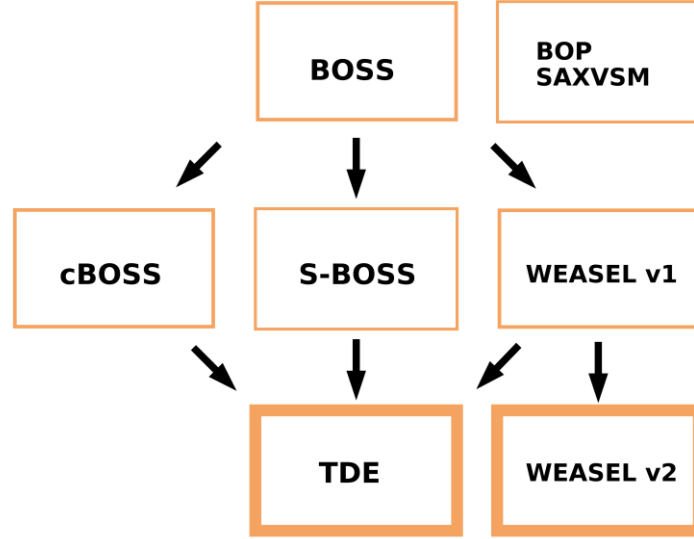 BOSS
BOP
SAXVSM
cBOSS
S-BOSS
WEASEL v1
TDE
WEASEL v2